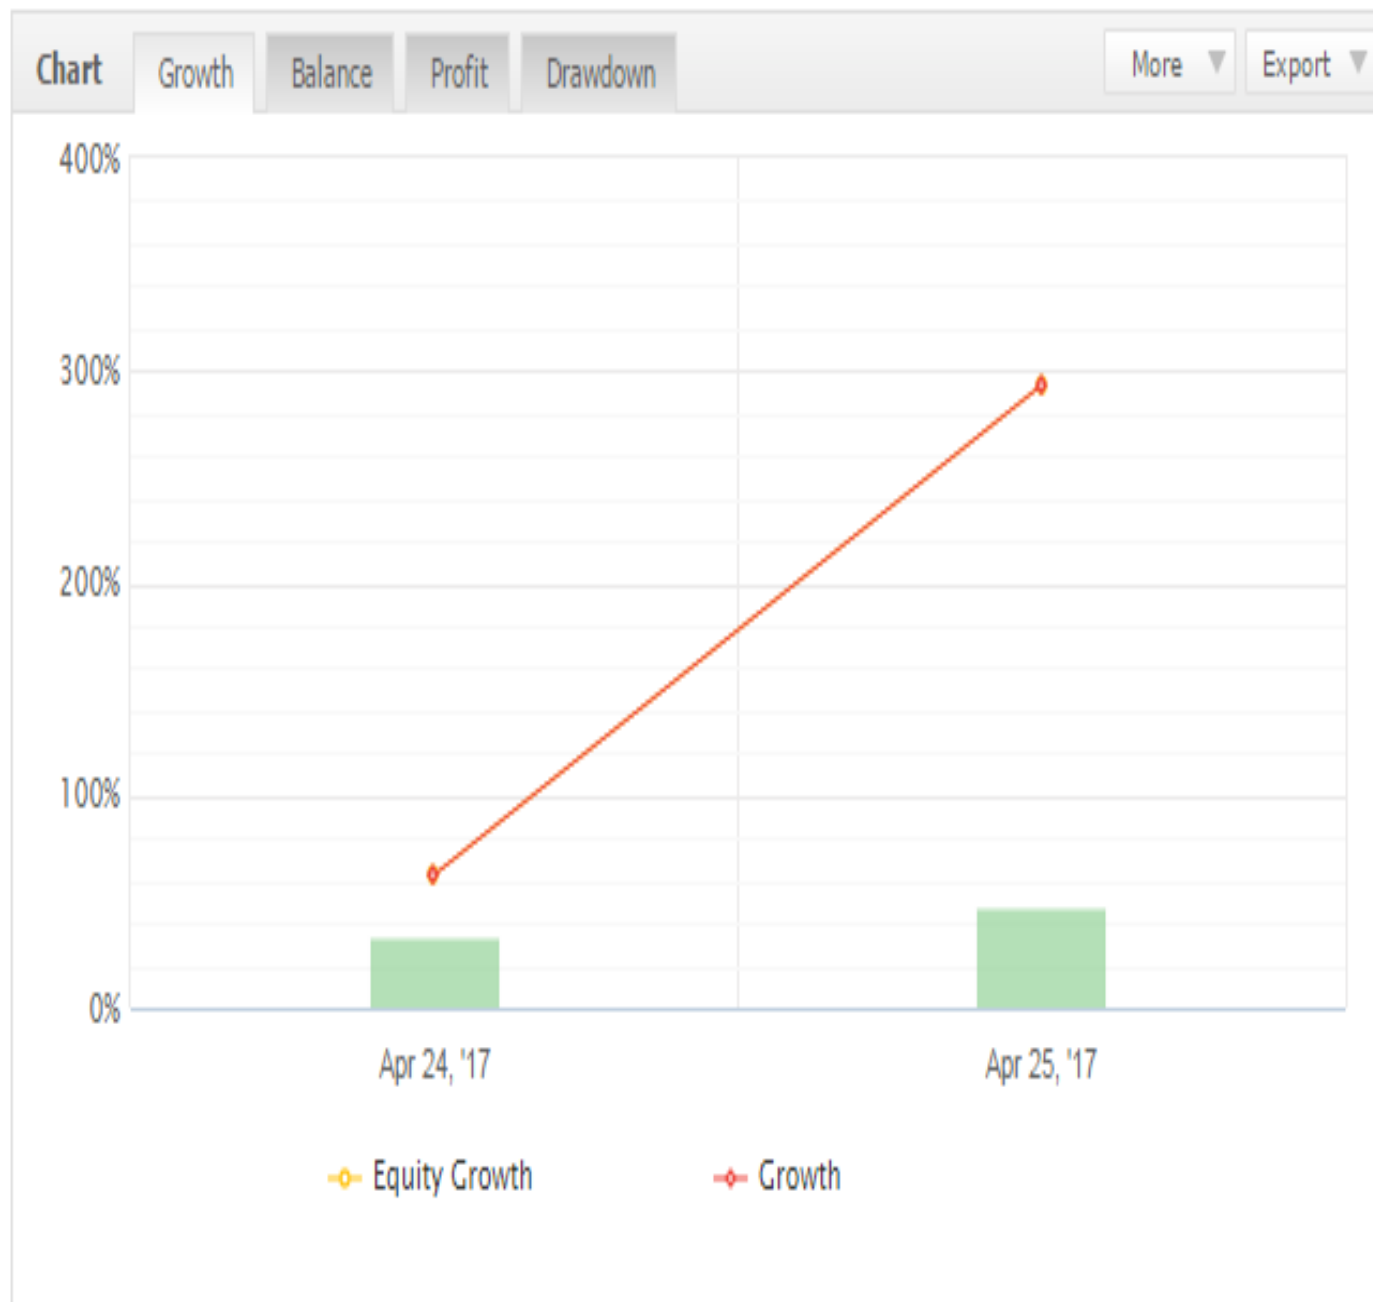 Chart Growth Balance Profit Drawdown More Export
400%
300%
200%
100%
0%
Apr 24, '17 Apr 25, '17
Equity Growth Growth